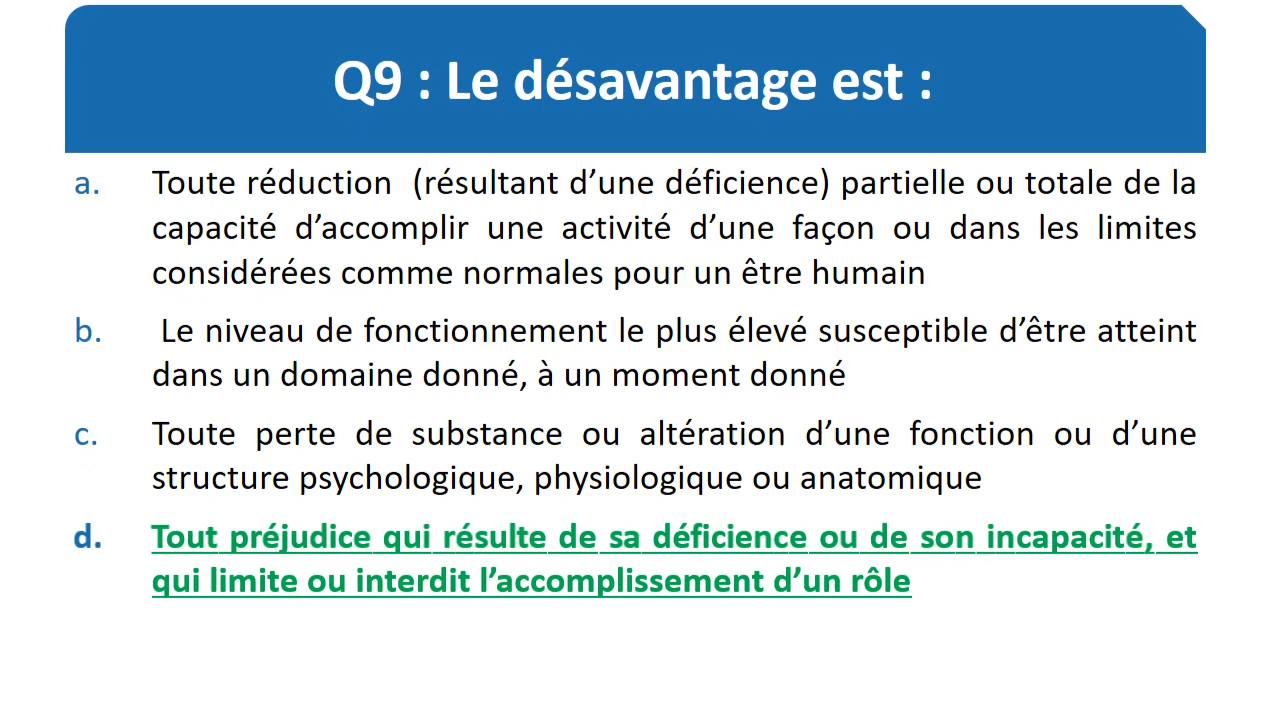 Q9 : Le désavantage est :
a. Toute réduction (résultant d’une déficience) partielle ou totale de la
capacité d’accomplir une activité d’une façon ou dans les limites
considérées comme normales pour un être humain
b. Le niveau de fonctionnement le plus élevé susceptible d’être atteint
dans un domaine donné, à un moment donné
c. Toute perte de substance ou altération d’une fonction ou d’une
structure psychologique, physiologique ou anatomique
d. Tout préjudice qui résulte de sa déficience ou de son incapacité, et
qui limite ou interdit l’accomplissement d’un rôle